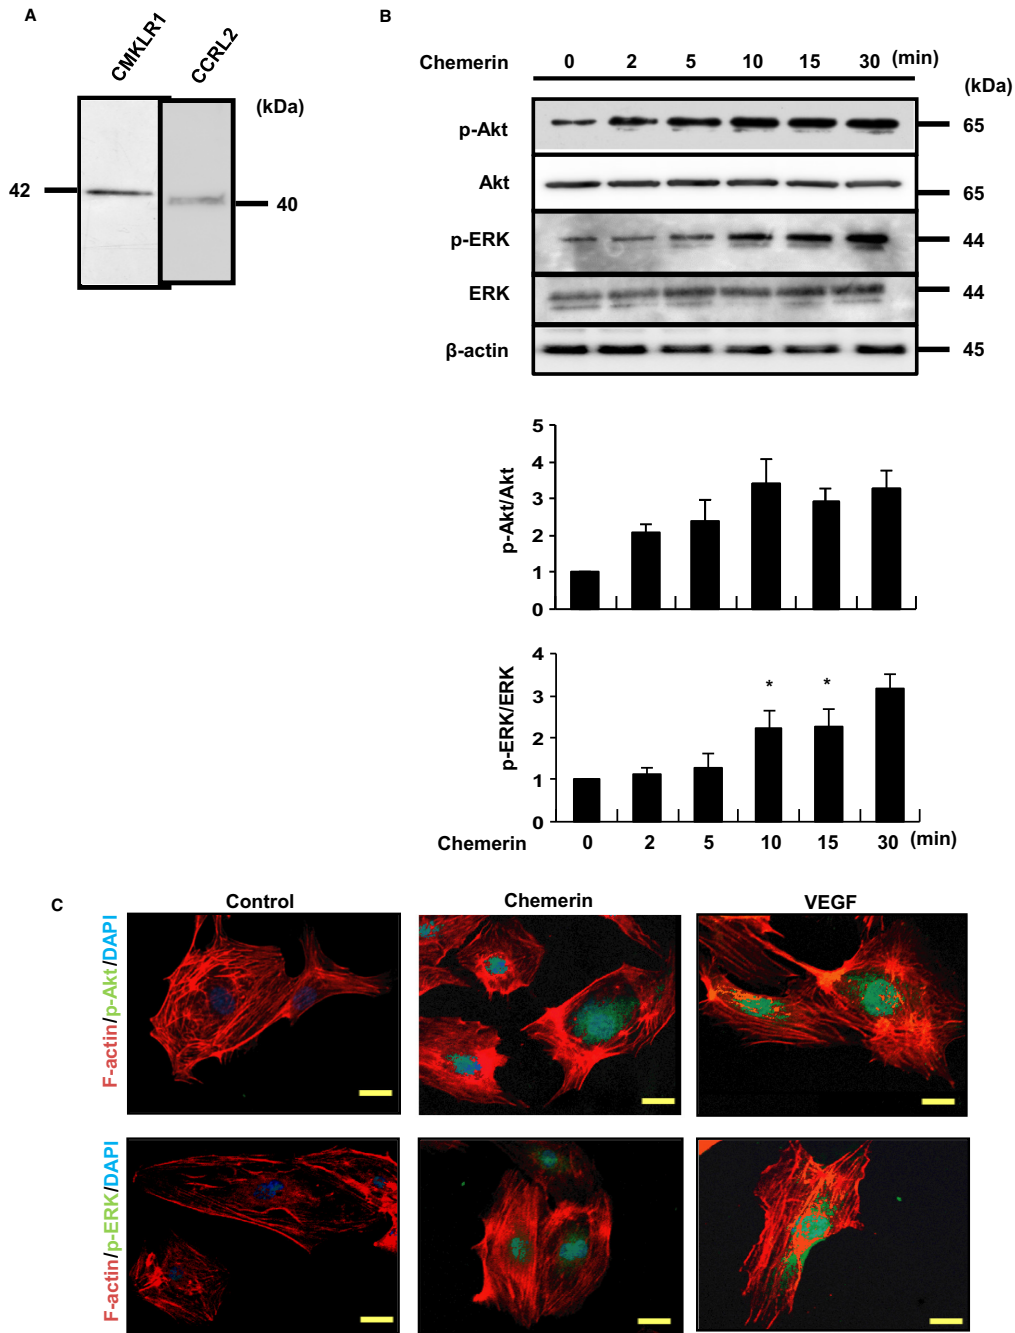 A
CMKLR1
CCRL2
(kDa)
42
40
B
Chemerin 0 2 5 10 15 30 (min)
(kDa)
p-Akt 65
Akt 65
p-ERK 44
ERK 44
β-actin 45
p-Akt/Akt
5
4
3
2
1
0
p-ERK/ERK
4
3
2
1
0
* *
Chemerin 0 2 5 10 15 30 (min)
C
Control Chemerin VEGF
F-actin/p-Akt/DAPI
F-actin/p-ERK/DAPI